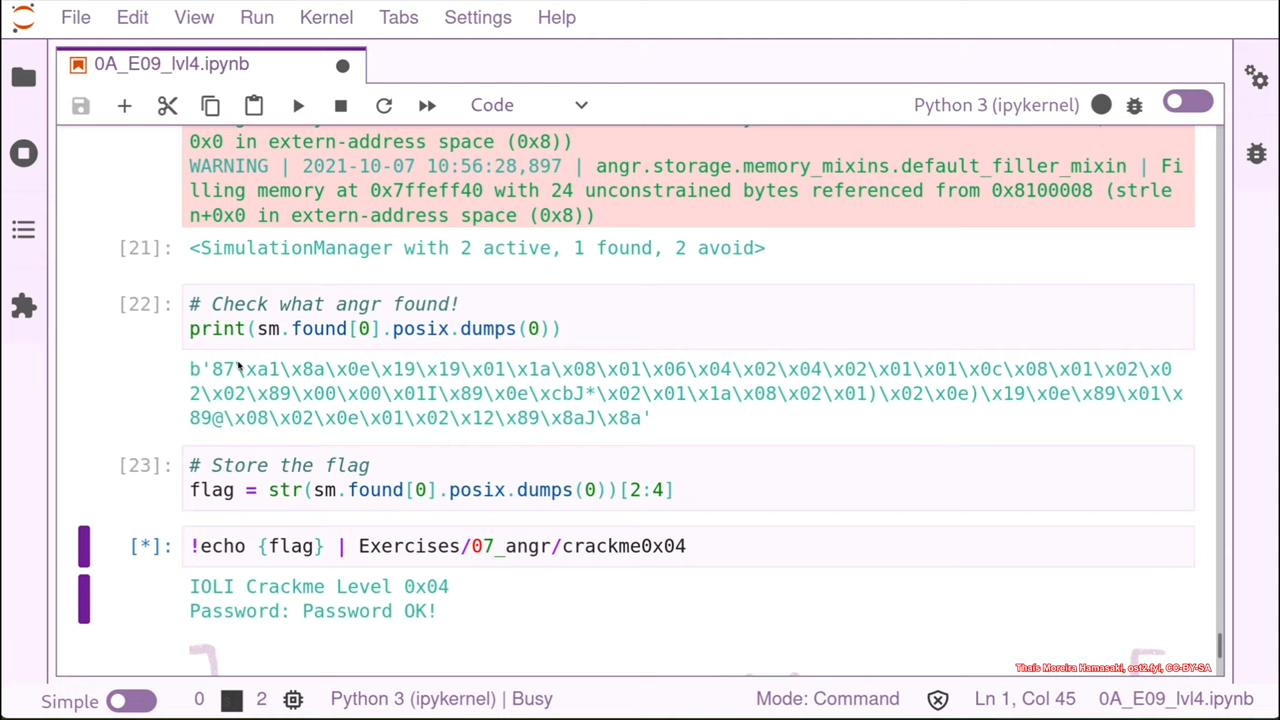 File Edit View Run Kernel Tabs Settings Help
0A_E09_lvl4.ipynb
Code Python 3 (ipykernel)
0x0 in extern-address space (0x8))
WARNING | 2021-10-07 10:56:28,897 | angr.storage.memory_mixins.default_filler_mixin | Fi
lling memory at 0x7ffeff40 with 24 unconstrained bytes referenced from 0x8100008 (strle
n+0x0 in extern-address space (0x8))
[21]: <SimulationManager with 2 active, 1 found, 2 avoid>
[22]: # Check what angr found!
print(sm.found[0].posix.dumps(0))
b'87\xa1\x8a\x0e\x19\x19\x01\x1a\x08\x01\x06\x04\x02\x04\x02\x01\x01\x0c\x08\x01\x02\x0
2\x02\x89\x00\x00\x01I\x89\x0e\xcbJ*\x02\x01\x1a\x08\x02\x01)\x02\x0e)\x19\x0e\x89\x01\x
89@\x08\x02\x0e\x01\x02\x12\x89\x8aJ\x8a'
[23]: # Store the flag
flag = str(sm.found[0].posix.dumps(0))[2:4]
[*]: !echo {flag} | Exercises/07_angr/crackme0x04
IOLI Crackme Level 0x04
Password: Password OK!
Thais Moreira Hamasaki, ost2.fyi, CC-BY-SA
Simple 0 2 Python 3 (ipykernel) | Busy Mode: Command Ln 1, Col 45 0A_E09_lvl4.ipynb